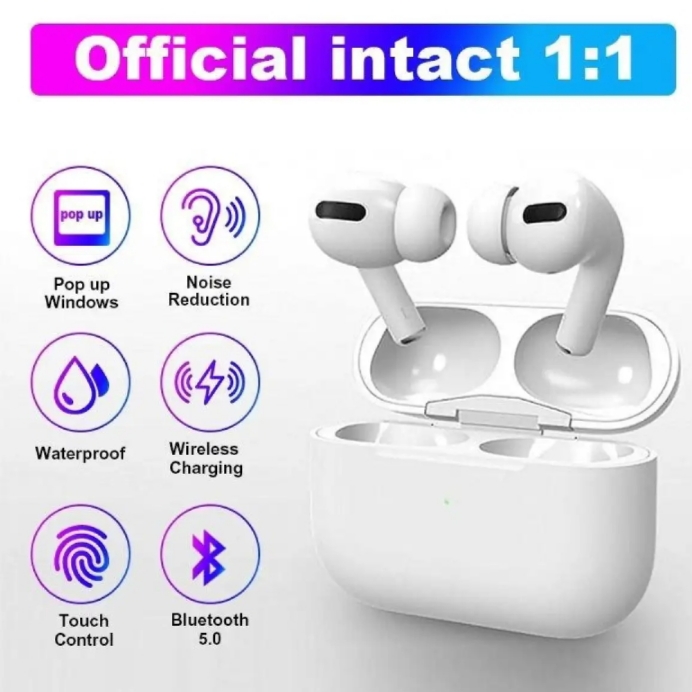 Official intact 1:1
pop up
Pop up
Windows
Noise
Reduction
Waterproof
Wireless
Charging
Touch
Control
Bluetooth
5.0